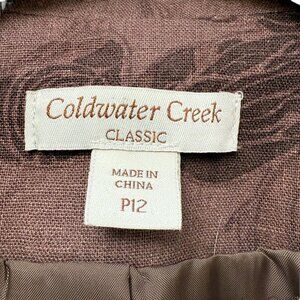 Coldwater Creek
CLASSIC
MADE IN
CHINA
P12